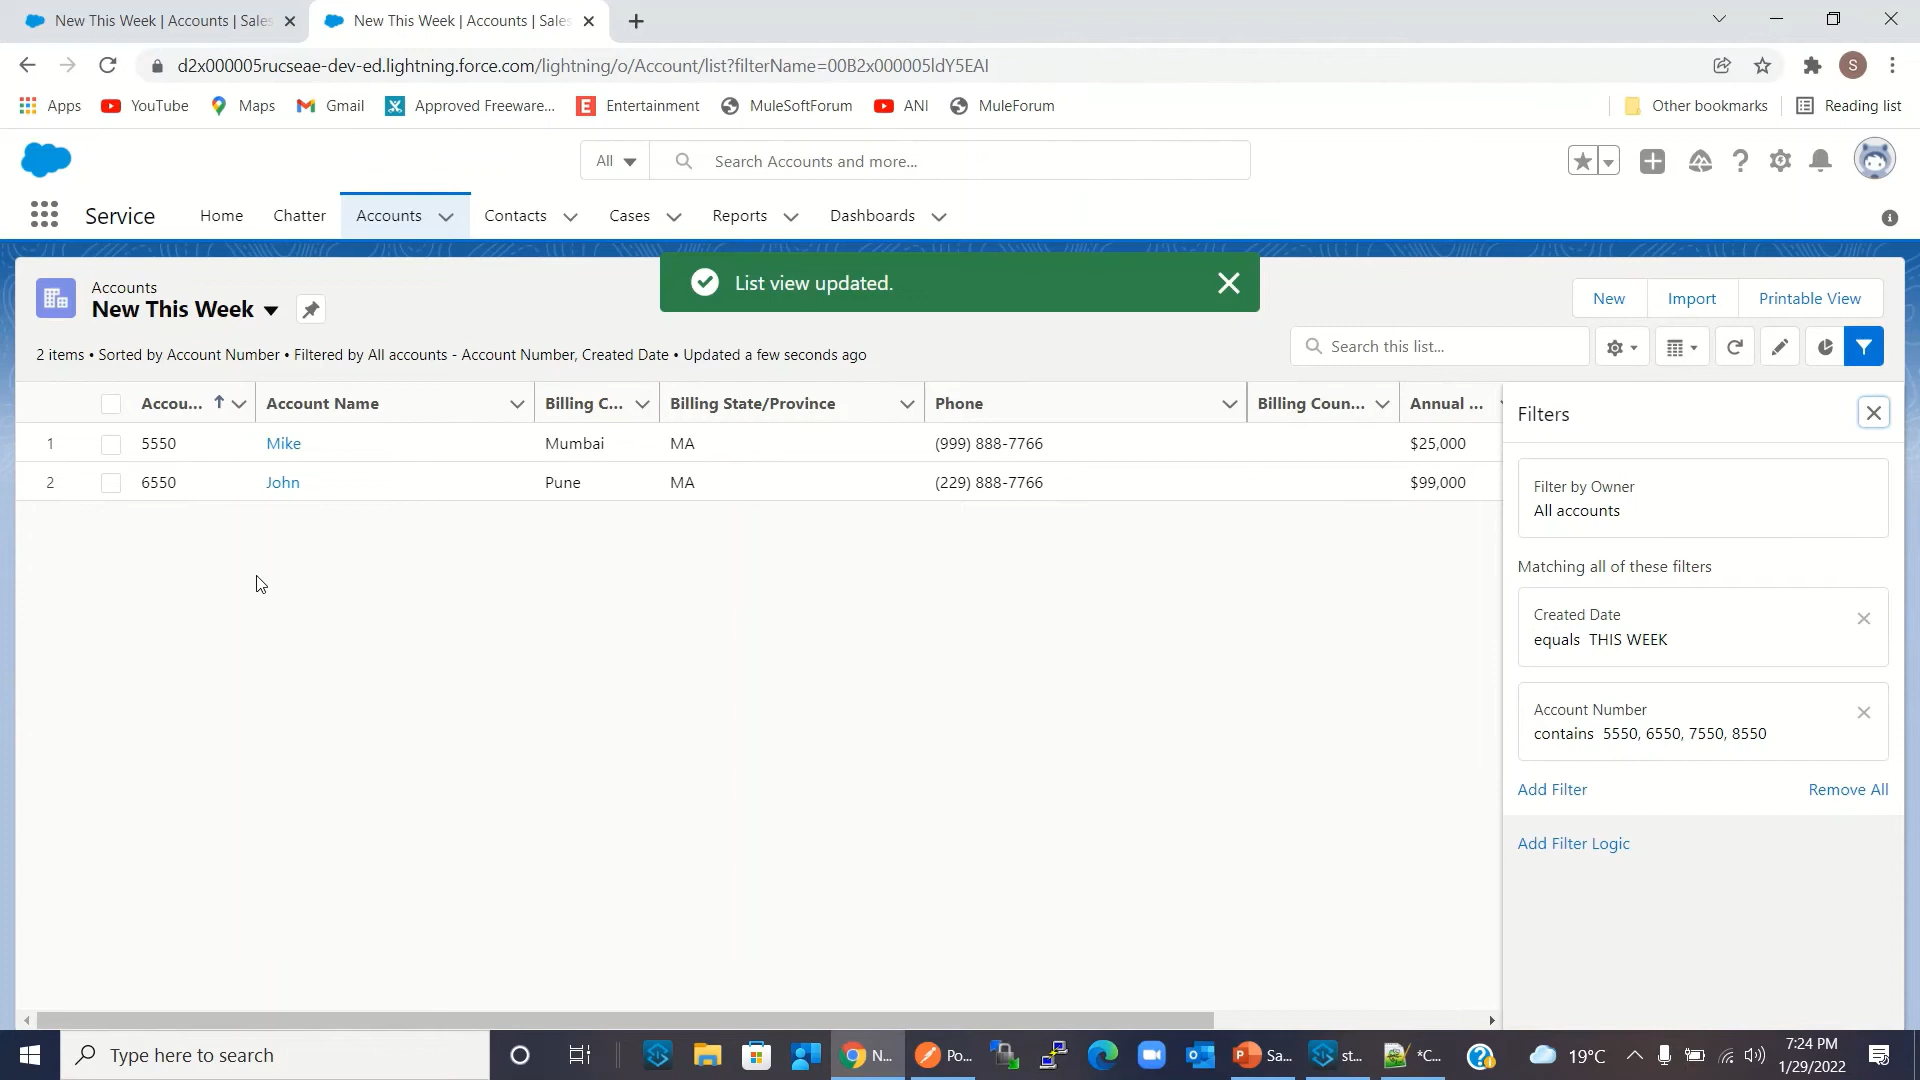 New This Week | Accounts | Sales
New This Week | Accounts | Sales
d2x000005rucseae-dev-ed.lightning.force.com/lightning/o/Account/list?filterName=00B2x000005ldY5EAI
S
Apps YouTube Maps Gmail Approved Freeware... Entertainment MuleSoftForum ANI MuleForum Other bookmarks Reading list
All Search Accounts and more...
Service Home Chatter Accounts Contacts Cases Reports Dashboards
List view updated.
Accounts
New This Week
New Import Printable View
2 items • Sorted by Account Number • Filtered by All accounts - Account Number, Created Date • Updated a few seconds ago
Search this list...
Accou... Account Name Billing C... Billing State/Province Phone Billing Coun... Annual ...
1 5550 Mike Mumbai MA (999) 888-7766 $25,000
2 6550 John Pune MA (229) 888-7766 $99,000
Filters
Filter by Owner
All accounts
Matching all of these filters
Created Date
equals THIS WEEK
Account Number
contains 5550, 6550, 7550, 8550
Add Filter Remove All
Add Filter Logic
Type here to search
N... Po... Sa... st... *C... 19°C
7:24 PM
1/29/2022